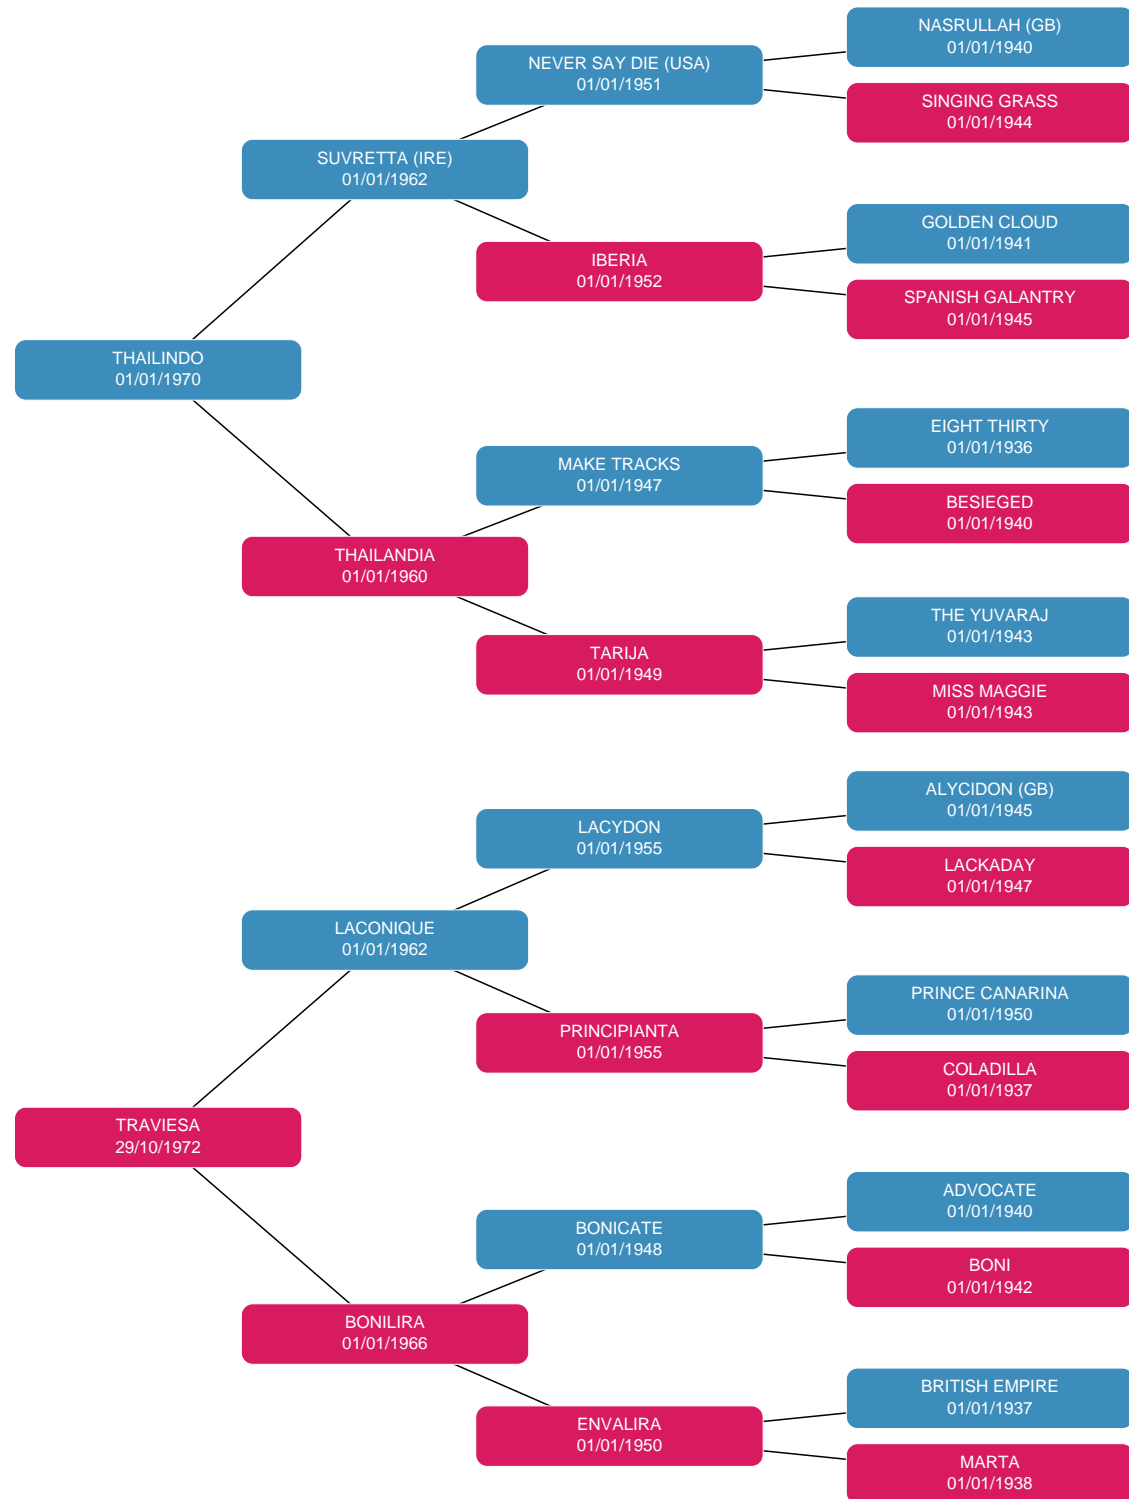 NASRULLAH (GB)
01/01/1940
NEVER SAY DIE (USA)
01/01/1951
SINGING GRASS
01/01/1944
SUVRETTA (IRE)
01/01/1962
GOLDEN CLOUD
01/01/1941
IBERIA
01/01/1952
SPANISH GALANTRY
01/01/1945
THAILINDO
01/01/1970
EIGHT THIRTY
01/01/1936
MAKE TRACKS
01/01/1947
BESIEGED
01/01/1940
THAILANDIA
01/01/1960
THE YUVARAJ
01/01/1943
TARIJA
01/01/1949
MISS MAGGIE
01/01/1943
ALYCIDON (GB)
01/01/1945
LACYDON
01/01/1955
LACKADAY
01/01/1947
LACONIQUE
01/01/1962
PRINCE CANARINA
01/01/1950
PRINCIPIANTA
01/01/1955
COLADILLA
01/01/1937
TRAVIESA
29/10/1972
ADVOCATE
01/01/1940
BONICATE
01/01/1948
BONI
01/01/1942
BONILIRA
01/01/1966
BRITISH EMPIRE
01/01/1937
ENVALIRA
01/01/1950
MARTA
01/01/1938